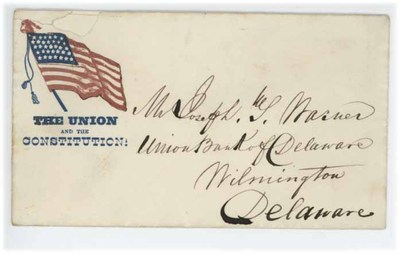 THE UNION
AND THE
CONSTITUTION:
Mr Joseph S. Warner
Union Bank of Delaware
Wilmington
Delaware